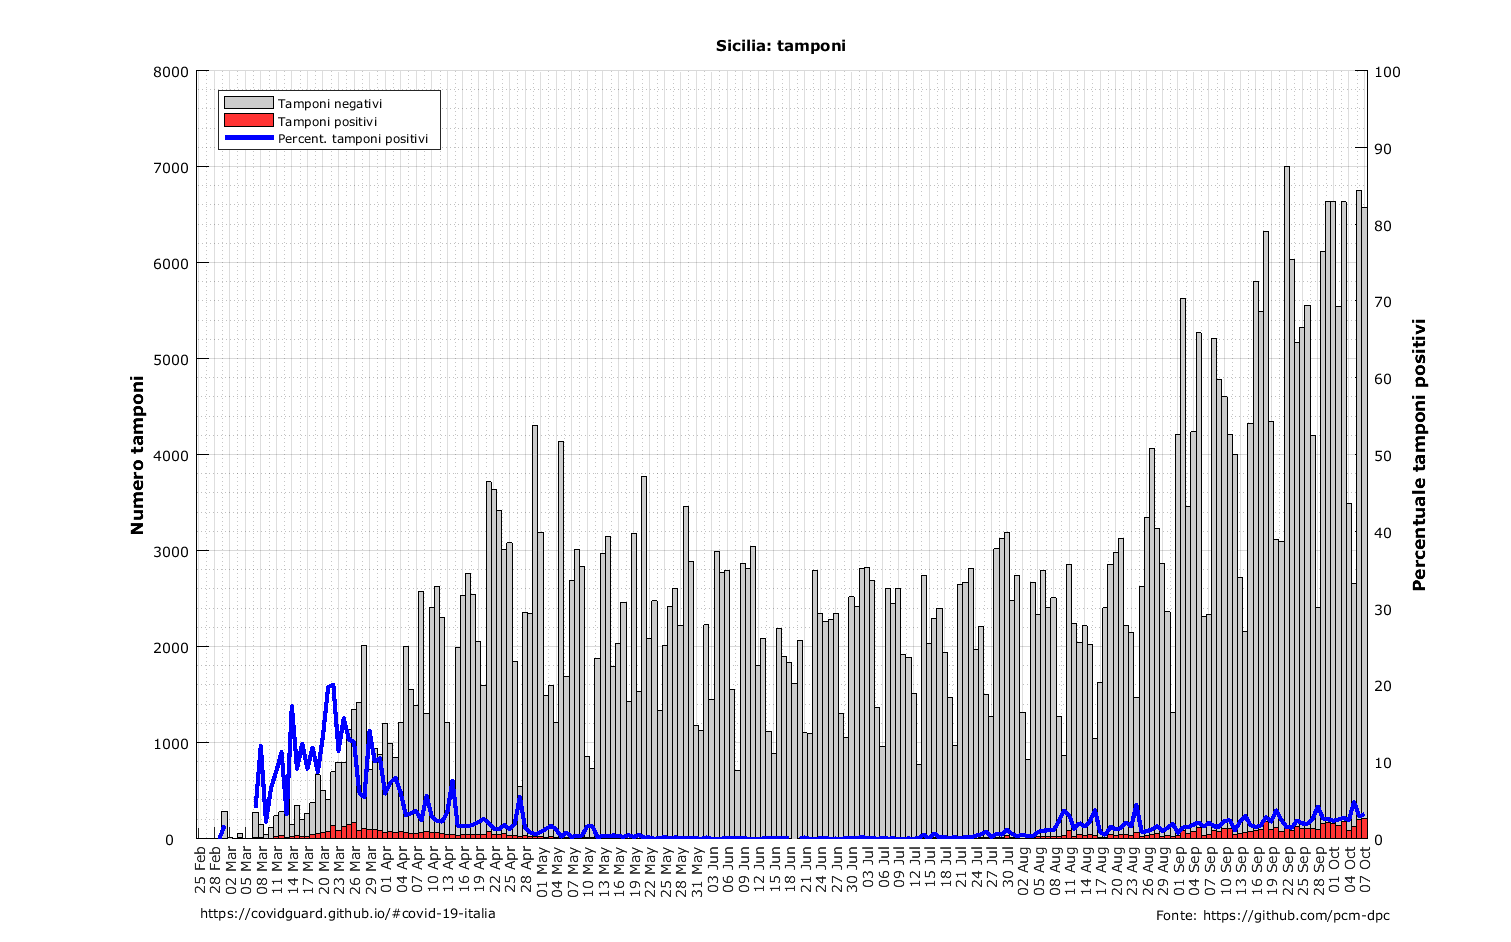 Sicilia: tamponi
Tamponi negativi
Tamponi positivi
Percent. tamponi positivi
Numero tamponi
8000
7000
6000
5000
4000
3000
2000
1000
0
Percentuale tamponi positivi
100
90
80
70
60
50
40
30
20
10
0
25 Feb
28 Feb
02 Mar
05 Mar
08 Mar
11 Mar
14 Mar
17 Mar
20 Mar
23 Mar
26 Mar
29 Mar
01 Apr
04 Apr
07 Apr
10 Apr
13 Apr
16 Apr
19 Apr
22 Apr
25 Apr
28 Apr
01 May
04 May
07 May
10 May
13 May
16 May
19 May
22 May
25 May
28 May
31 May
03 Jun
06 Jun
09 Jun
12 Jun
15 Jun
18 Jun
21 Jun
24 Jun
27 Jun
30 Jun
03 Jul
06 Jul
09 Jul
12 Jul
15 Jul
18 Jul
21 Jul
24 Jul
27 Jul
30 Jul
02 Aug
05 Aug
08 Aug
11 Aug
14 Aug
17 Aug
20 Aug
23 Aug
26 Aug
29 Aug
01 Sep
04 Sep
07 Sep
10 Sep
13 Sep
16 Sep
19 Sep
22 Sep
25 Sep
28 Sep
01 Oct
04 Oct
07 Oct
https://covidguard.github.io/#covid-19-italia
Fonte: https://github.com/pcm-dpc